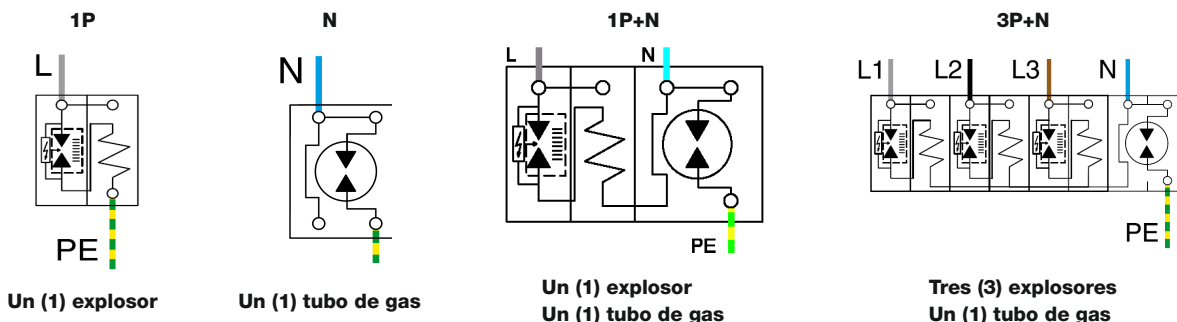 1P
N
1P+N
3P+N
L
N
L
N
L1
L2
L3
N
PE
PE
PE
Un (1) explosor
Un (1) tubo de gas
Un (1) explosor
Un (1) tubo de gas
Tres (3) explosores
Un (1) tubo de gas